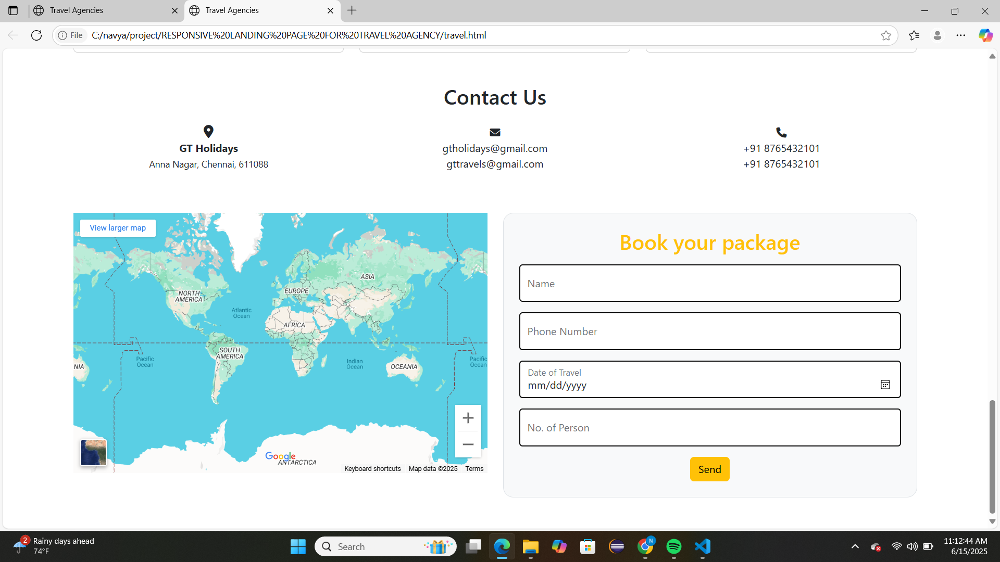 Travel Agencies
Travel Agencies
File
C:/navya/project/RESPONSIVE%20LANDING%20PAGE%20FOR%20TRAVEL%20AGENCY/travel.html
Contact Us
GT Holidays
Anna Nagar, Chennai, 611088
gtholidays@gmail.com
gttravels@gmail.com
+91 8765432101
+91 8765432101
View larger map
NORTH
AMERICA
Atlantic
Ocean
EUROPE
ASIA
AFRICA
SOUTH
AMERICA
Pacific
Ocean
Indian
Ocean
OCEANIA
Pacific
Ocean
NIA
ANTARCTICA
Google
Keyboard shortcuts
Map data ©2025
Terms
Book your package
Name
Phone Number
Date of Travel
mm/dd/yyyy
No. of Person
Send
2
Rainy days ahead
74°F
Search
N
11:12:44 AM
6/15/2025